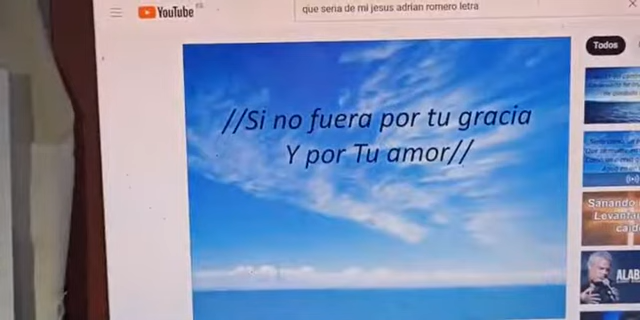 YouTube
que seria de mi jesus adrian romero letra
Todos
//Si no fuera por tu gracia
Y por Tu amor//
Sanando
Levantar
ALAB